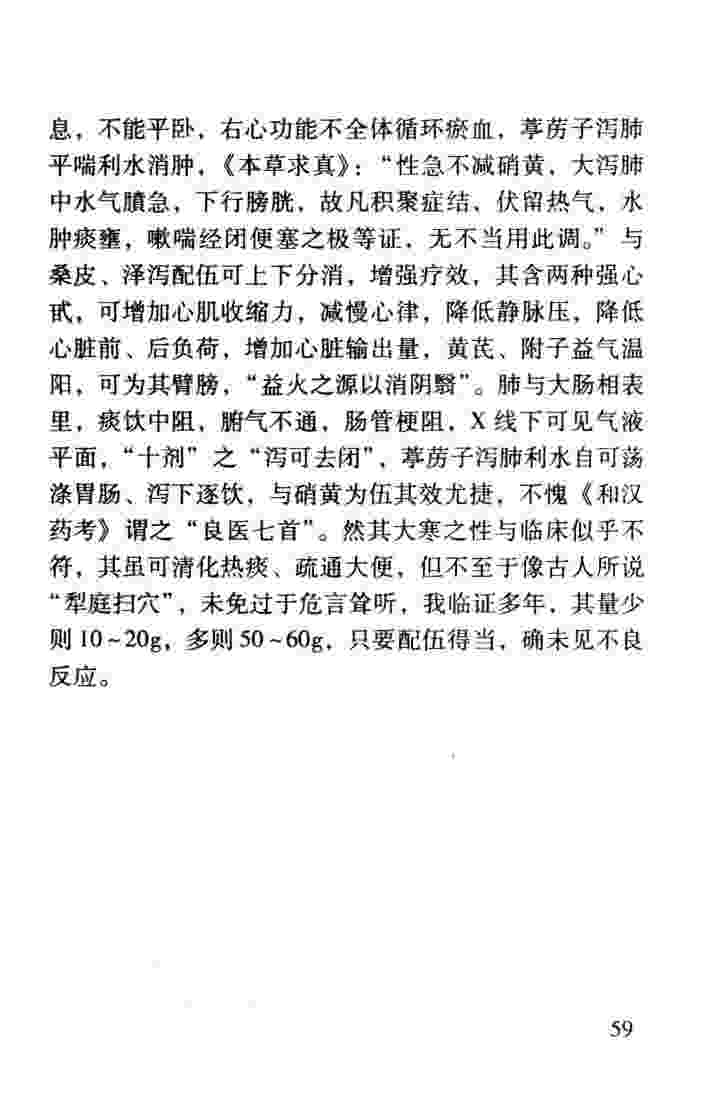 息，不能平卧，右心功能不全体循环瘀血，葶苈子泻肺
平喘利水消肿，《本草求真》：“性急不减硝黄，大泻肺
中水气膹急，下行膀胱，故凡积聚症结、伏留热气，水
肿痰壅，嗽喘经闭便塞之极等证，无不当用此调。”与
桑皮、泽泻配伍可上下分消，增强疗效，其含两种强心
甙，可增加心肌收缩力，减慢心律，降低静脉压，降低
心脏前、后负荷，增加心脏输出量，黄芪、附子益气温
阳，可为其臂膀，“益火之源以消阴翳”。肺与大肠相表
里，痰饮中阻，腑气不通，肠管梗阻，X 线下可见气液
平面，“十剂”之“泻可去闭”，葶苈子泻肺利水自可荡
涤胃肠、泻下逐饮，与硝黄为伍其效尤捷，不愧《和汉
药考》谓之“良医七首”。然其大寒之性与临床似乎不
符，其虽可清化热痰、疏通大便，但不至于像古人所说
“犁庭扫穴”，未免过于危言耸听，我临证多年，其量少
则 10~20g，多则 50~60g，只要配伍得当，确未见不良
反应。
59